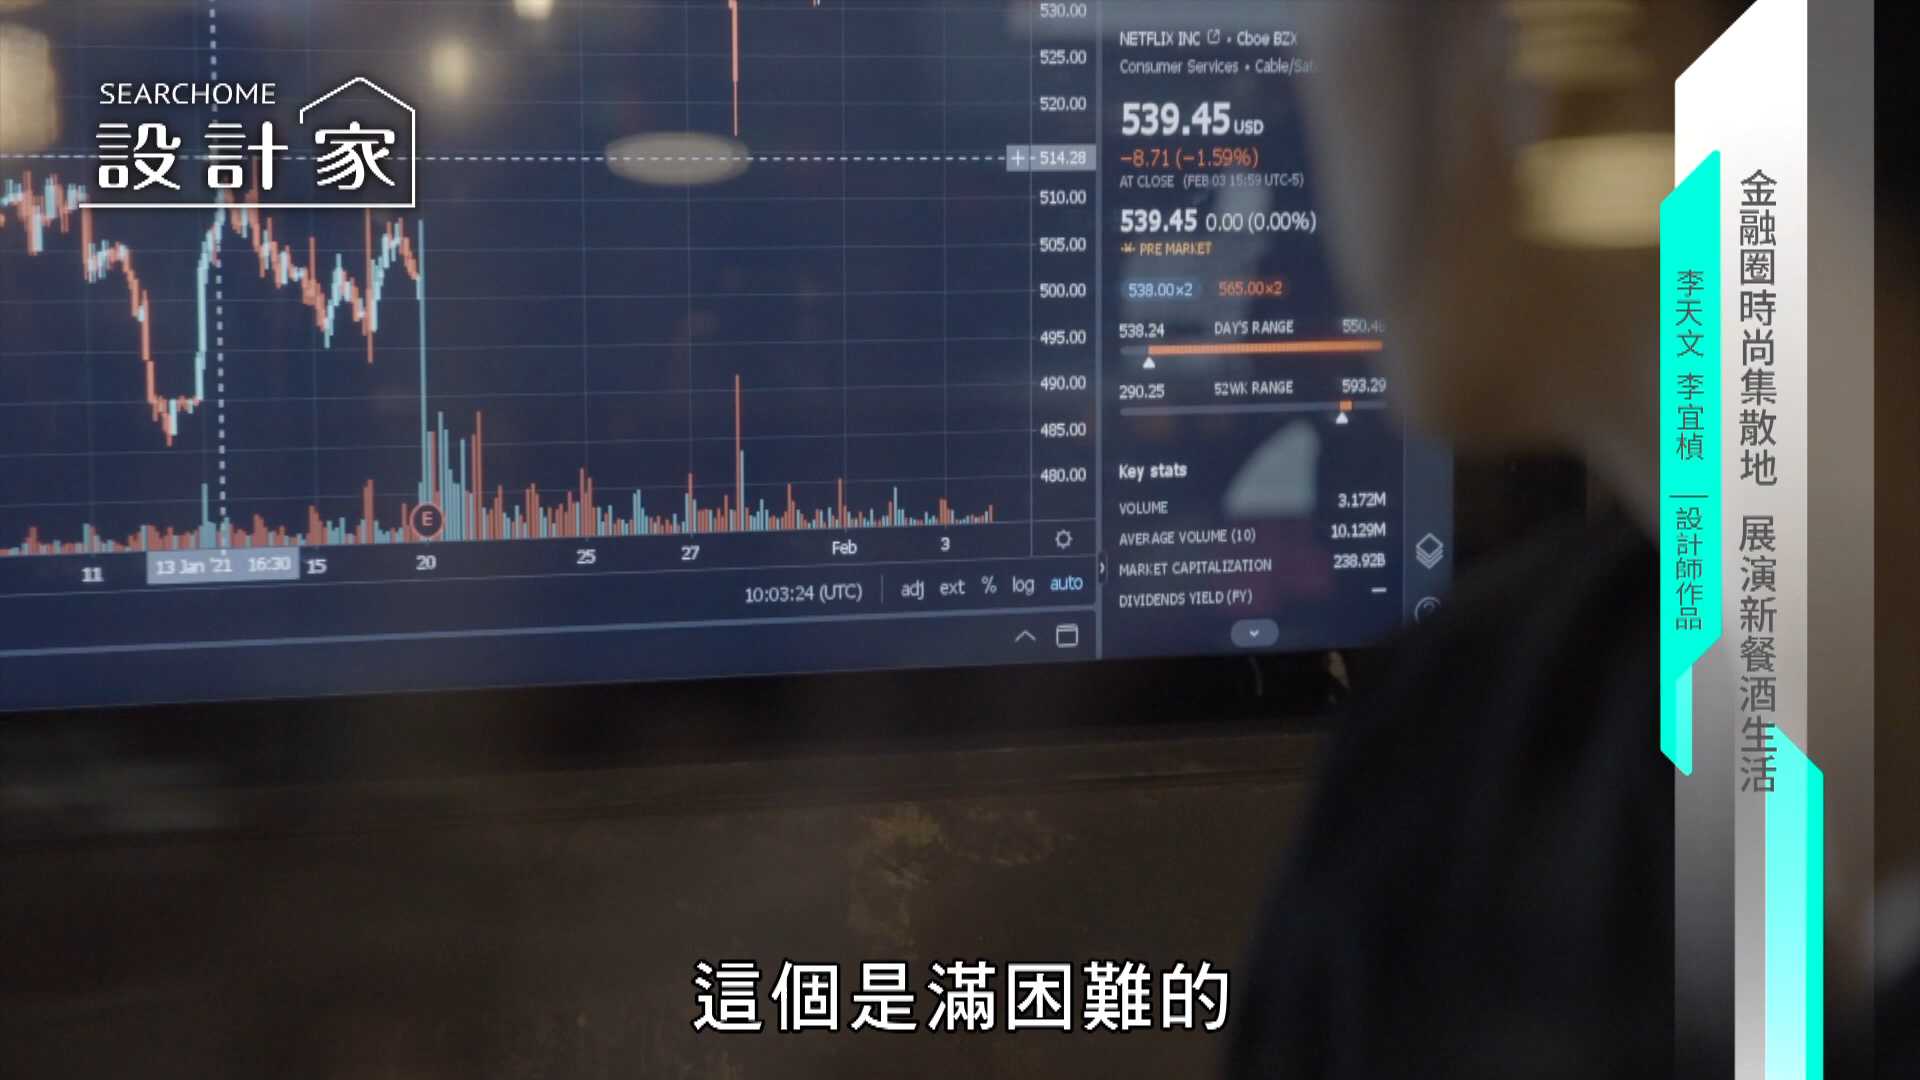 SEARCHOME
設計家
530.00
525.00
520.00
514.28
510.00
505.00
500.00
495.00
490.00
485.00
480.00
11
13 Jan '21 16:30
15
20
25
27
Feb
3
E
10:03:24 (UTC)
adj ext % log auto
NETFLIX INC • Cboe BZX
Consumer Services • Cable/Sat
539.45 USD
−8.71 (−1.59%)
AT CLOSE (FEB 03 15:59 UTC-5)
539.45 0.00 (0.00%)
PRE MARKET
538.00×2 565.00×2
538.24 DAY'S RANGE 550.4
290.25 52WK RANGE 593.29
Key stats
VOLUME 3.172M
AVERAGE VOLUME (10) 10.129M
MARKET CAPITALIZATION 238.92B
DIVIDENDS YIELD (FY) —
金融圈時尚集散地 展演新餐酒生活
李天文 李宜楨｜設計師作品
這個是滿困難的